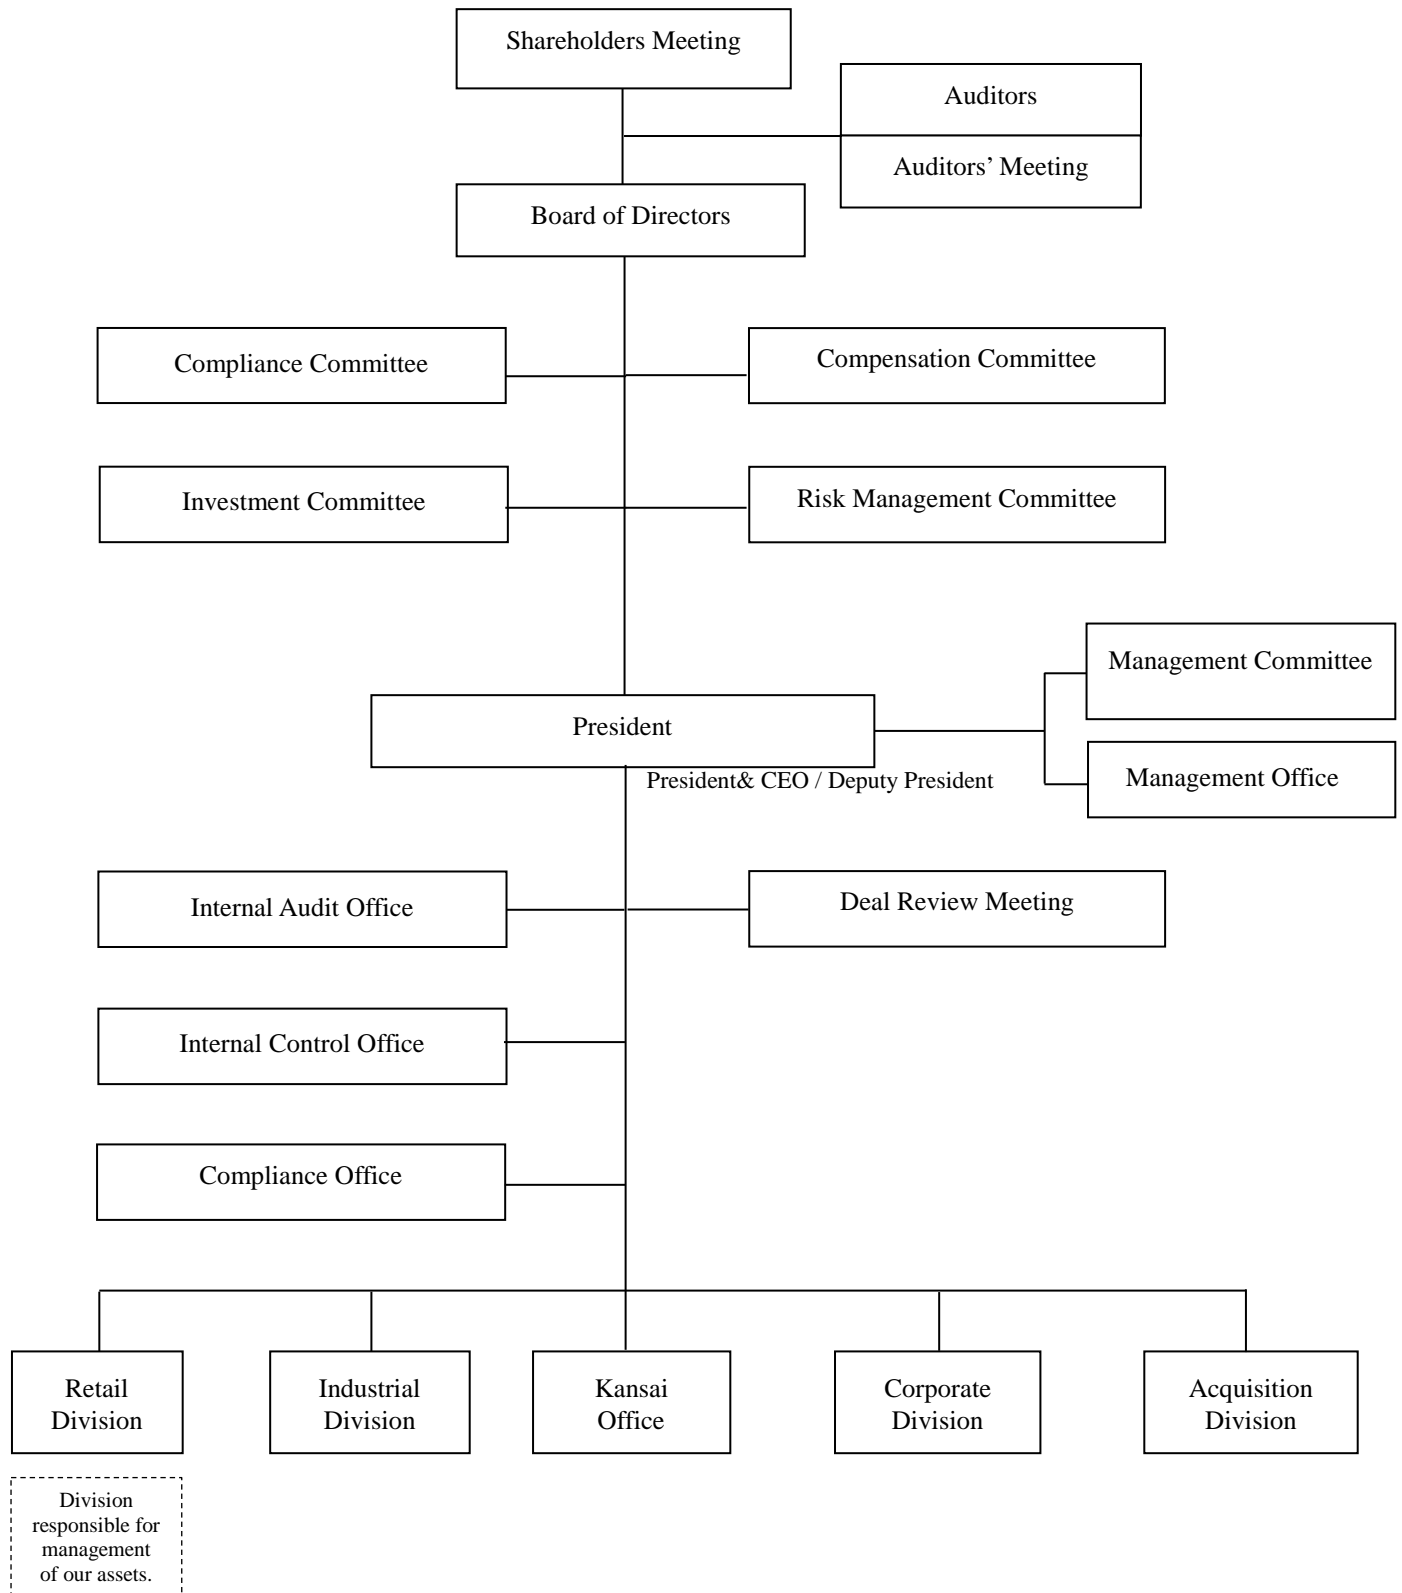 Shareholders Meeting
Auditors
Auditors’ Meeting
Board of Directors
Compliance Committee
Compensation Committee
Investment Committee
Risk Management Committee
Management Committee
President
President& CEO / Deputy President
Management Office
Internal Audit Office
Deal Review Meeting
Internal Control Office
Compliance Office
Retail
Division
Industrial
Division
Kansai
Office
Corporate
Division
Acquisition
Division
Division
responsible for
management
of our assets.